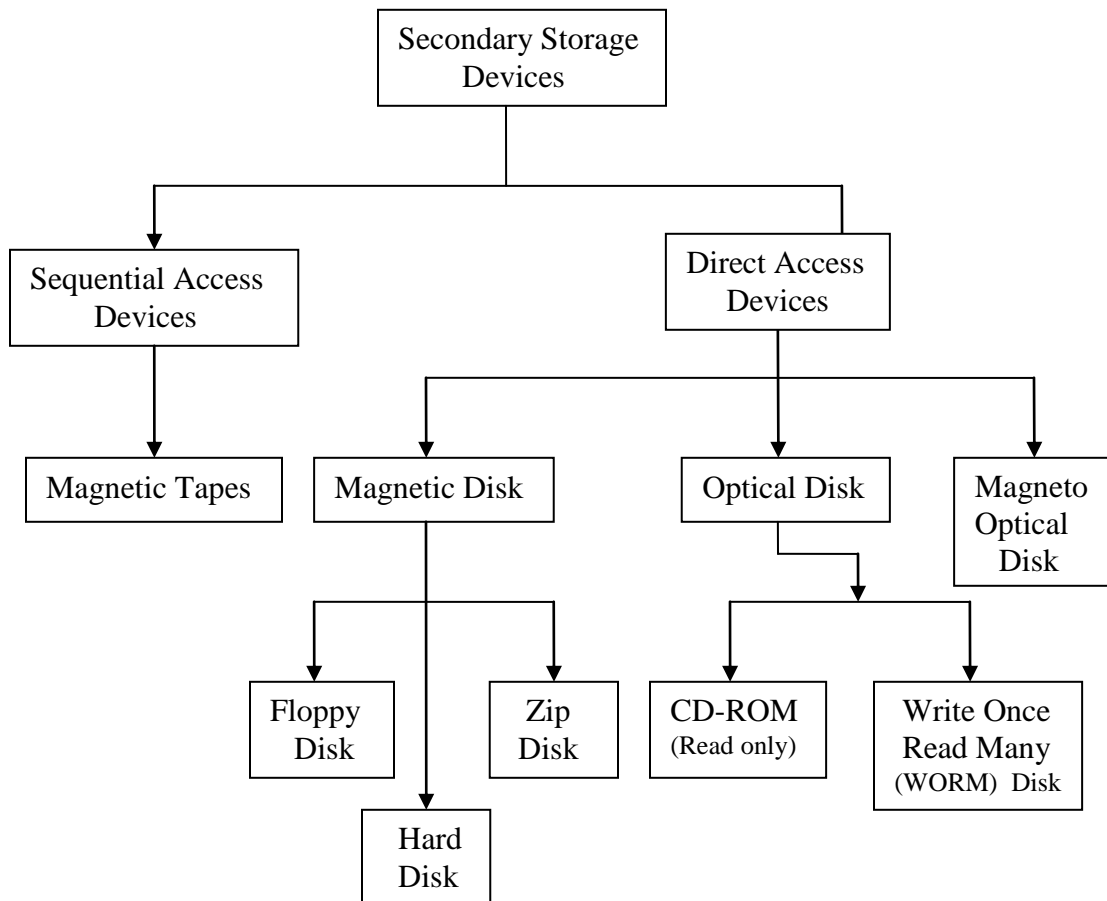 Secondary Storage
Devices
Sequential Access
Devices
Direct Access
Devices
Magnetic Tapes
Magnetic Disk
Optical Disk
Magneto
Optical
Disk
Floppy
Disk
Zip
Disk
CD-ROM
(Read only)
Write Once
Read Many
(WORM) Disk
Hard
Disk